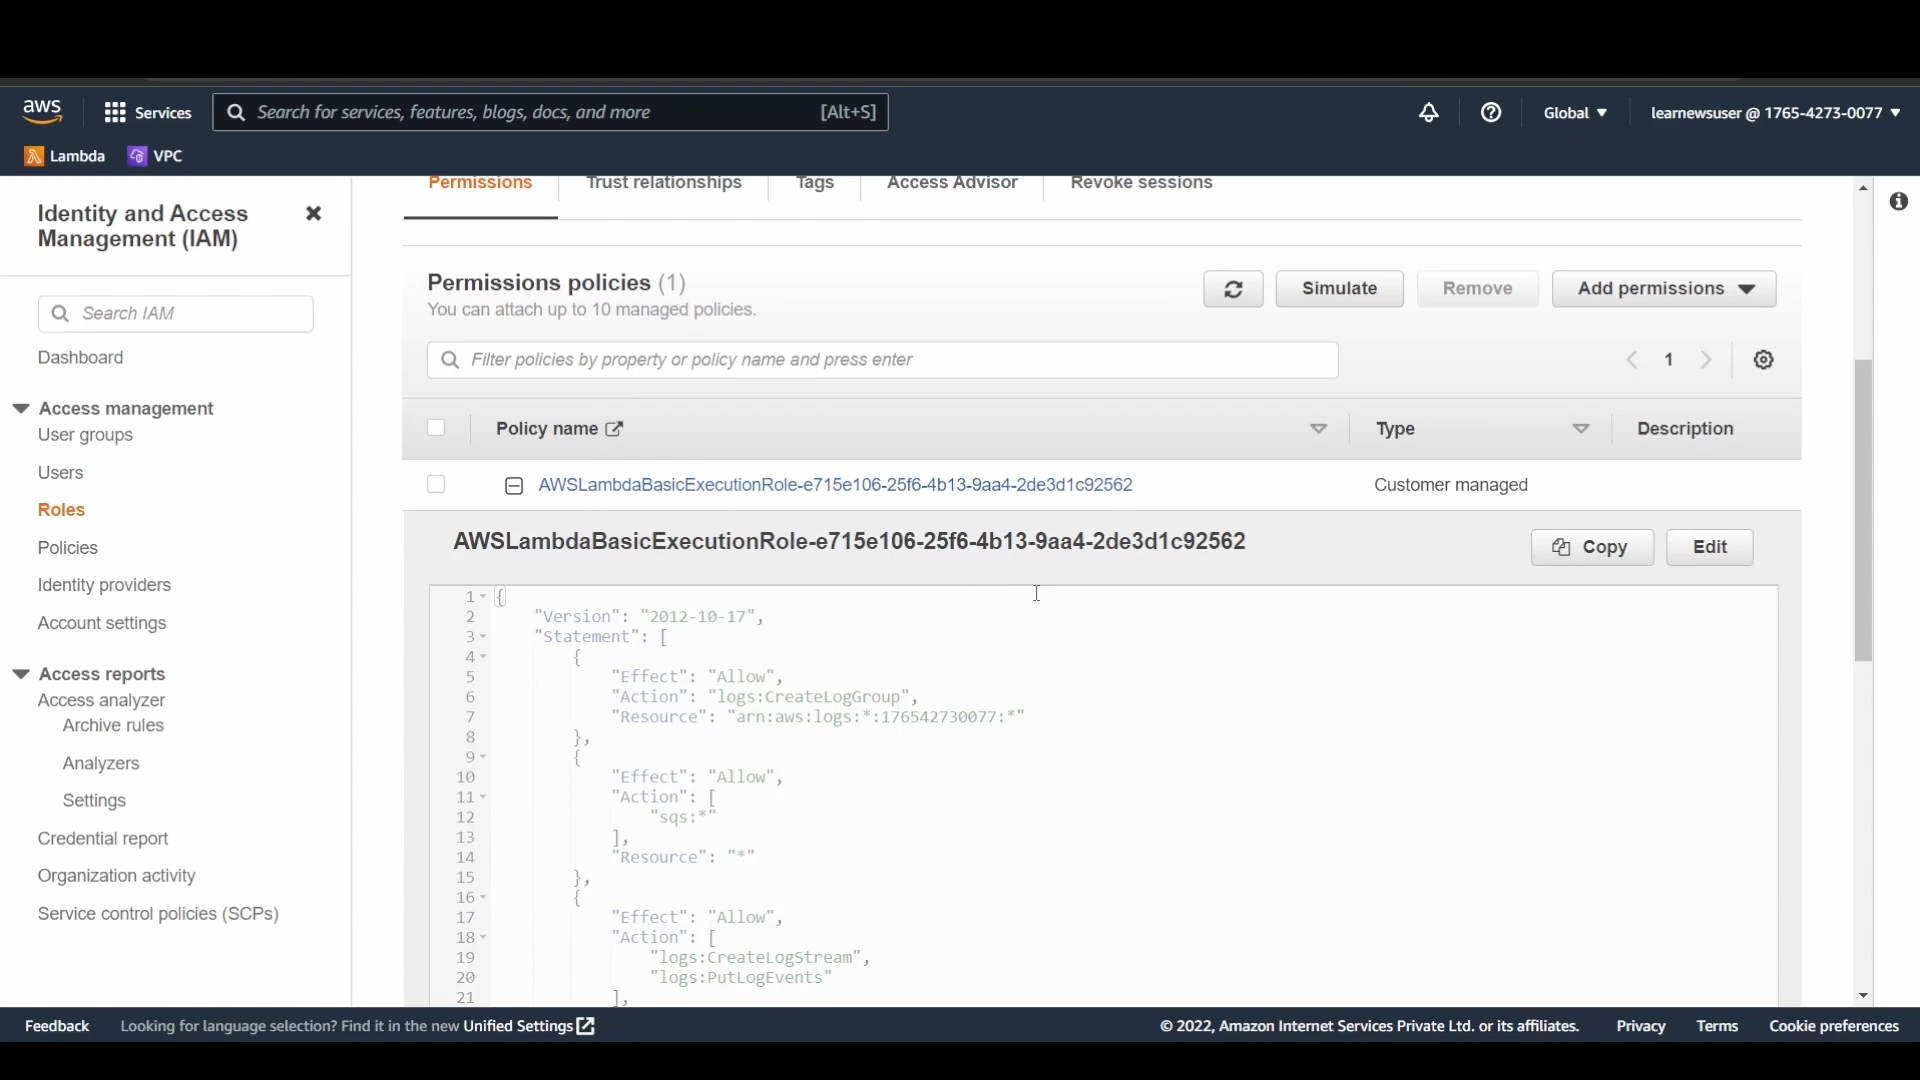 aws
Services
Search for services, features, blogs, docs, and more
[Alt+S]
Global
learnewsuser @ 1765-4273-0077
Lambda
VPC
Identity and Access
Management (IAM)
Search IAM
Dashboard
Access management
User groups
Users
Roles
Policies
Identity providers
Account settings
Access reports
Access analyzer
Archive rules
Analyzers
Settings
Credential report
Organization activity
Service control policies (SCPs)
Permissions
Trust relationships
Tags
Access Advisor
Revoke sessions
Permissions policies (1)
You can attach up to 10 managed policies.
Simulate
Remove
Add permissions
Filter policies by property or policy name and press enter
1
Policy name
Type
Description
AWSLambdaBasicExecutionRole-e715e106-25f6-4b13-9aa4-2de3d1c92562
Customer managed
AWSLambdaBasicExecutionRole-e715e106-25f6-4b13-9aa4-2de3d1c92562
Copy
Edit
1 {
2 "Version": "2012-10-17",
3 "Statement": [
4 {
5 "Effect": "Allow",
6 "Action": "logs:CreateLogGroup",
7 "Resource": "arn:aws:logs:*:176542730077:*"
8 },
9 {
10 "Effect": "Allow",
11 "Action": [
12 "sqs:*"
13 ],
14 "Resource": "*"
15 },
16 {
17 "Effect": "Allow",
18 "Action": [
19 "logs:CreateLogStream",
20 "logs:PutLogEvents"
21 ],
Feedback
Looking for language selection? Find it in the new Unified Settings
© 2022, Amazon Internet Services Private Ltd. or its affiliates.
Privacy
Terms
Cookie preferences